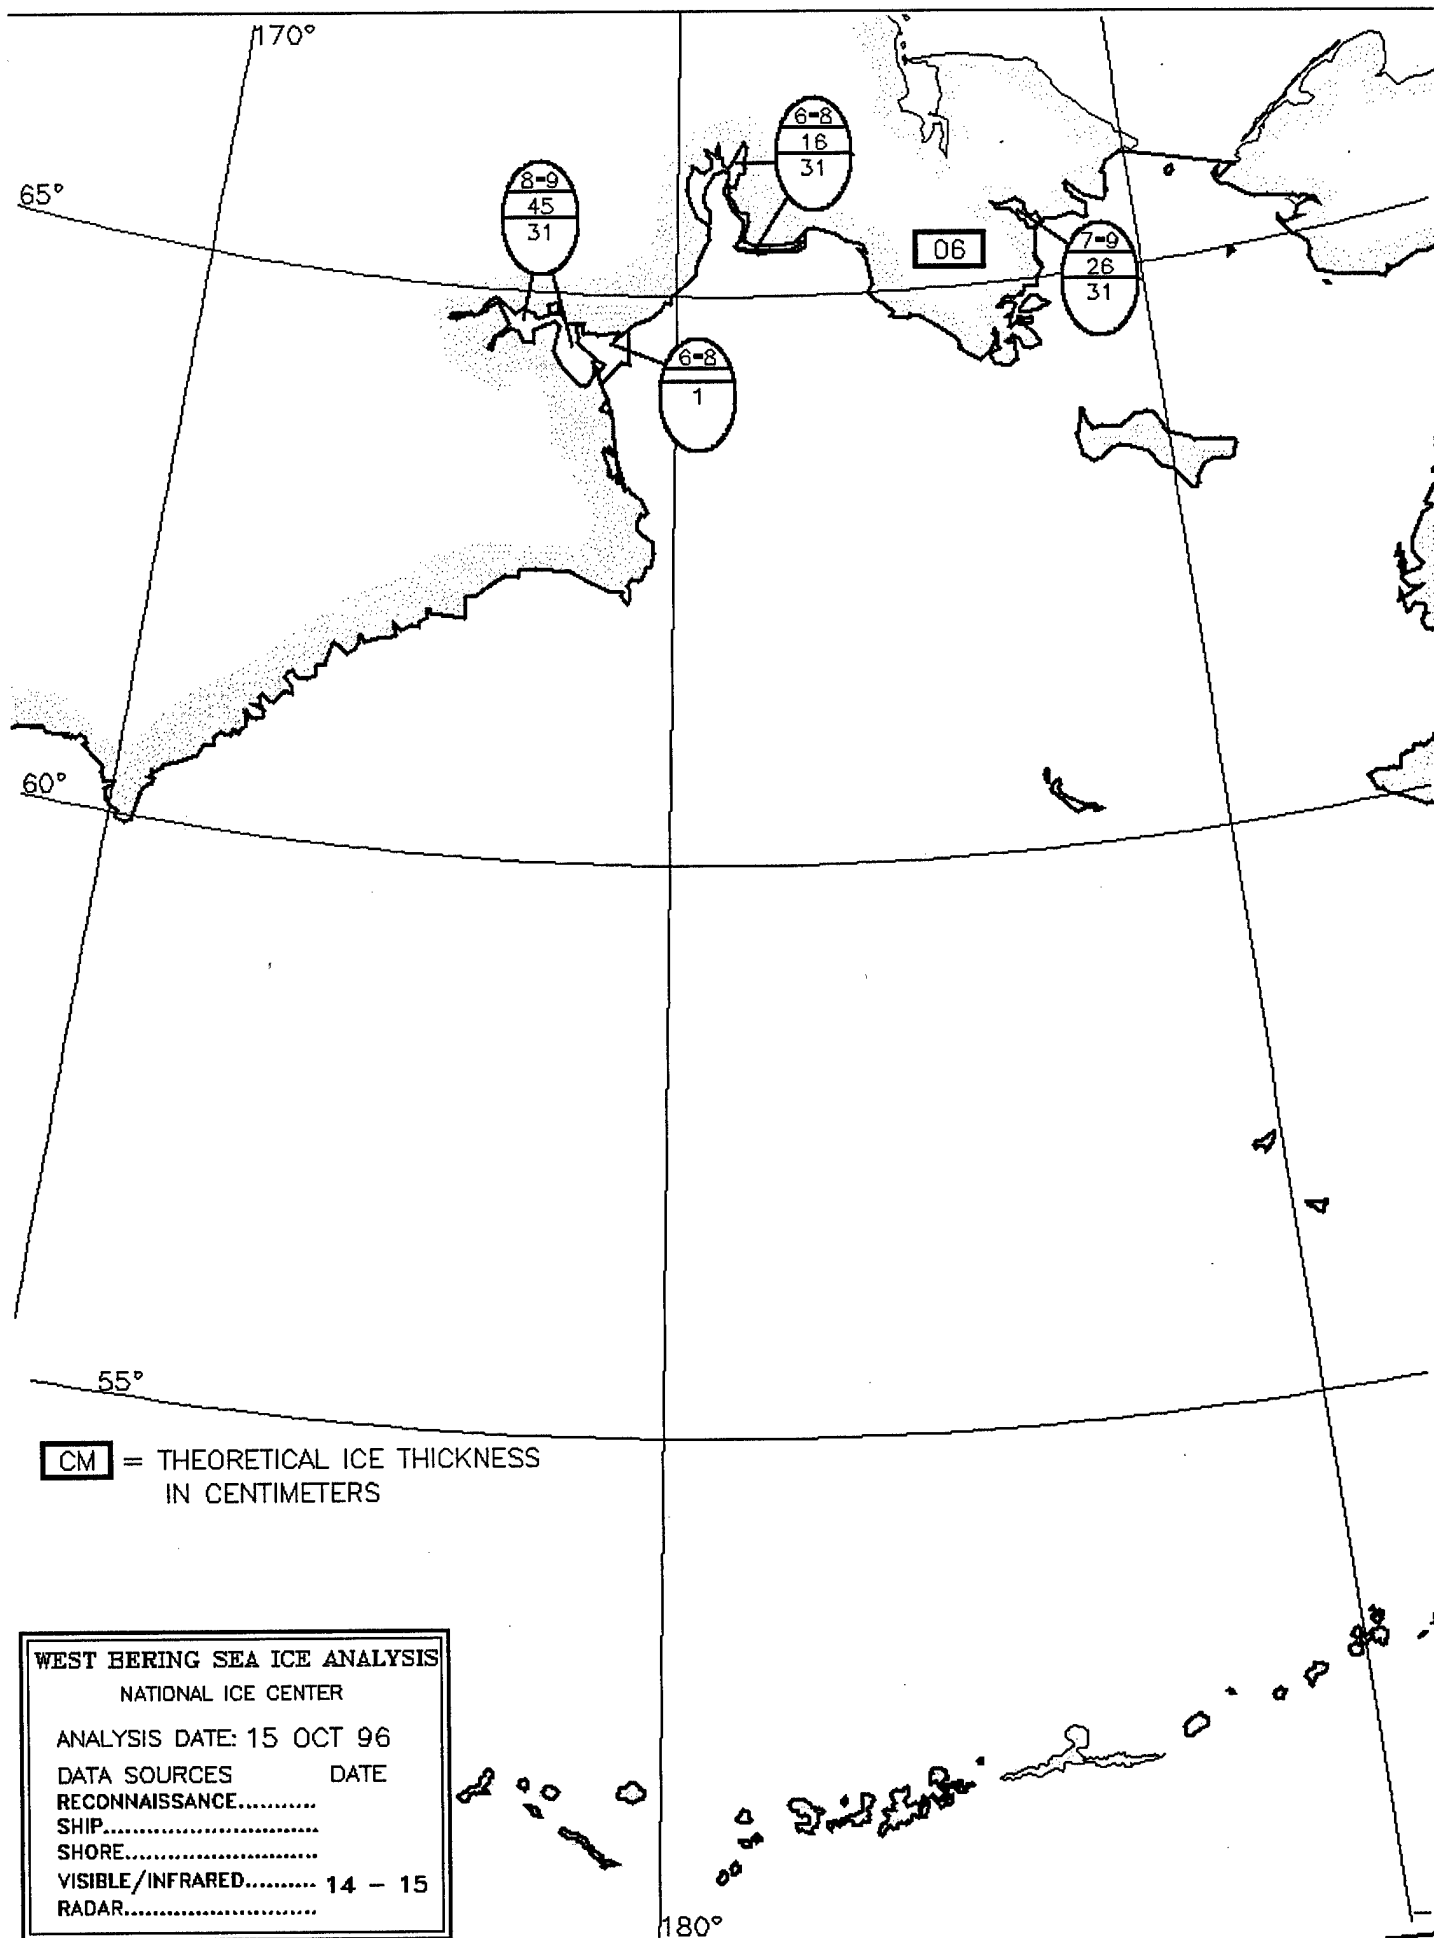 170°
6-8
16
31
8-9
45
31
65°
06
7-9
26
31
6-8
1
60°
55°
CM = THEORETICAL ICE THICKNESS
IN CENTIMETERS
WEST BERING SEA ICE ANALYSIS
NATIONAL ICE CENTER
ANALYSIS DATE: 15 OCT 96
DATA SOURCES DATE
RECONNAISSANCE...........
SHIP.............................
SHORE..........................
VISIBLE/INFRARED.......... 14 - 15
RADAR..........................
180°